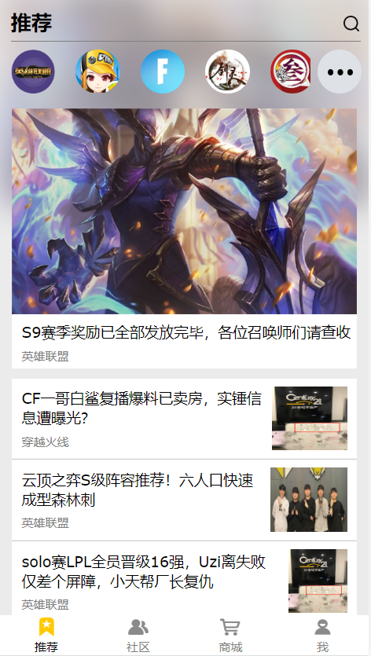 推荐
F
叁
S9赛季奖励已全部发放完毕，各位召唤师们请查收
英雄联盟
CF一哥白鲨复播爆料已卖房，实锤信
息遭曝光？
穿越火线
Century 21
云顶之弈S级阵容推荐！六人口快速
成型森林刺
英雄联盟
solo赛LPL全员晋级16强，Uzi离失败
仅差个屏障，小天帮厂长复仇
英雄联盟
推荐
社区
商城
我